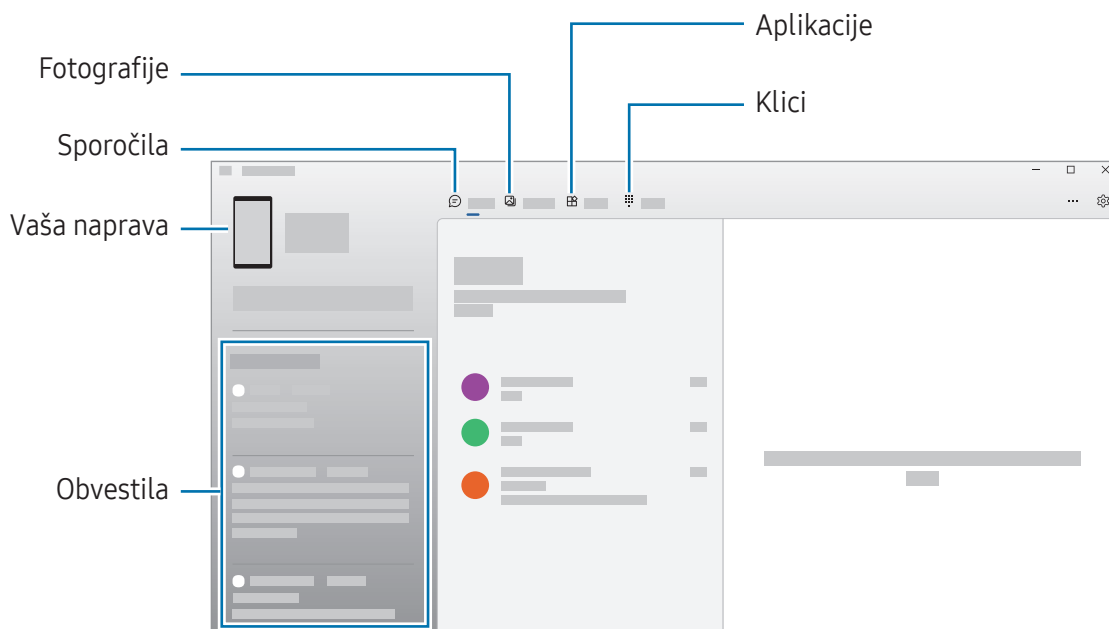 Aplikacije
Fotografije
Klici
Sporočila
Vaša naprava
Obvestila